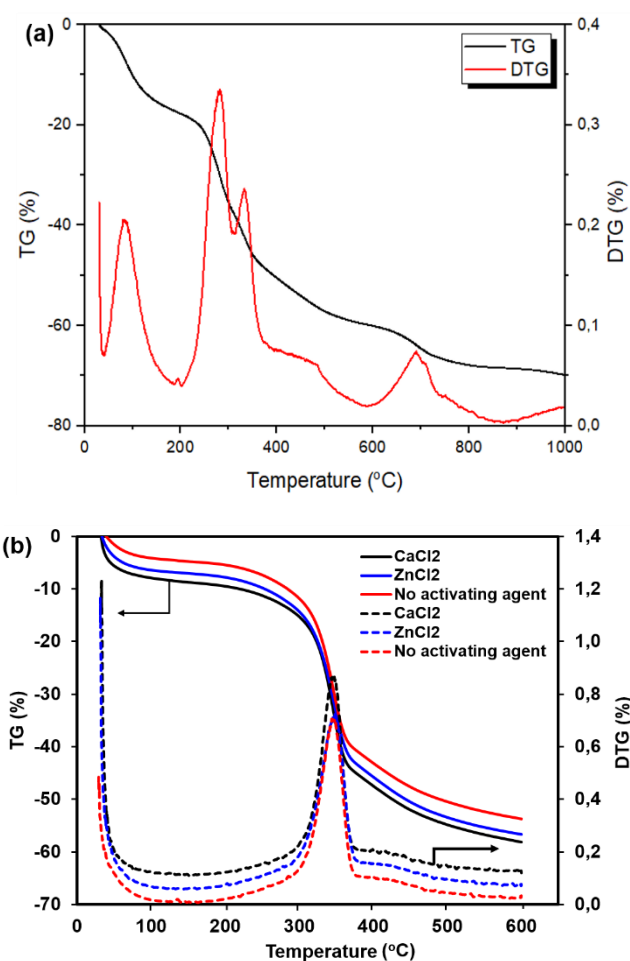 (a)
0
-20
-40
-60
-80
TG (%)
0,4
0,3
0,2
0,1
0,0
DTG (%)
TG
DTG
0 200 400 600 800 1000
Temperature (°C)
(b)
0
-10
-20
-30
-40
-50
-60
-70
TG (%)
1,4
1,2
1,0
0,8
0,6
0,4
0,2
0,0
DTG (%)
CaCl2
ZnCl2
No activating agent
CaCl2
ZnCl2
No activating agent
0 100 200 300 400 500 600
Temperature (°C)